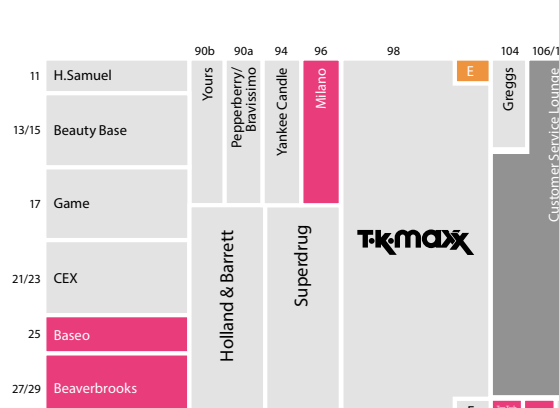 90b
90a
94
96
98
104
106/1
11
H.Samuel
Yours
Pepperberry/
Bravissimo
Yankee Candle
Milano
E
Greggs
Customer Service Lounge
13/15
Beauty Base
17
Game
Holland & Barrett
Superdrug
T·K·maxx
21/23
CEX
25
Baseo
27/29
Beaverbrooks